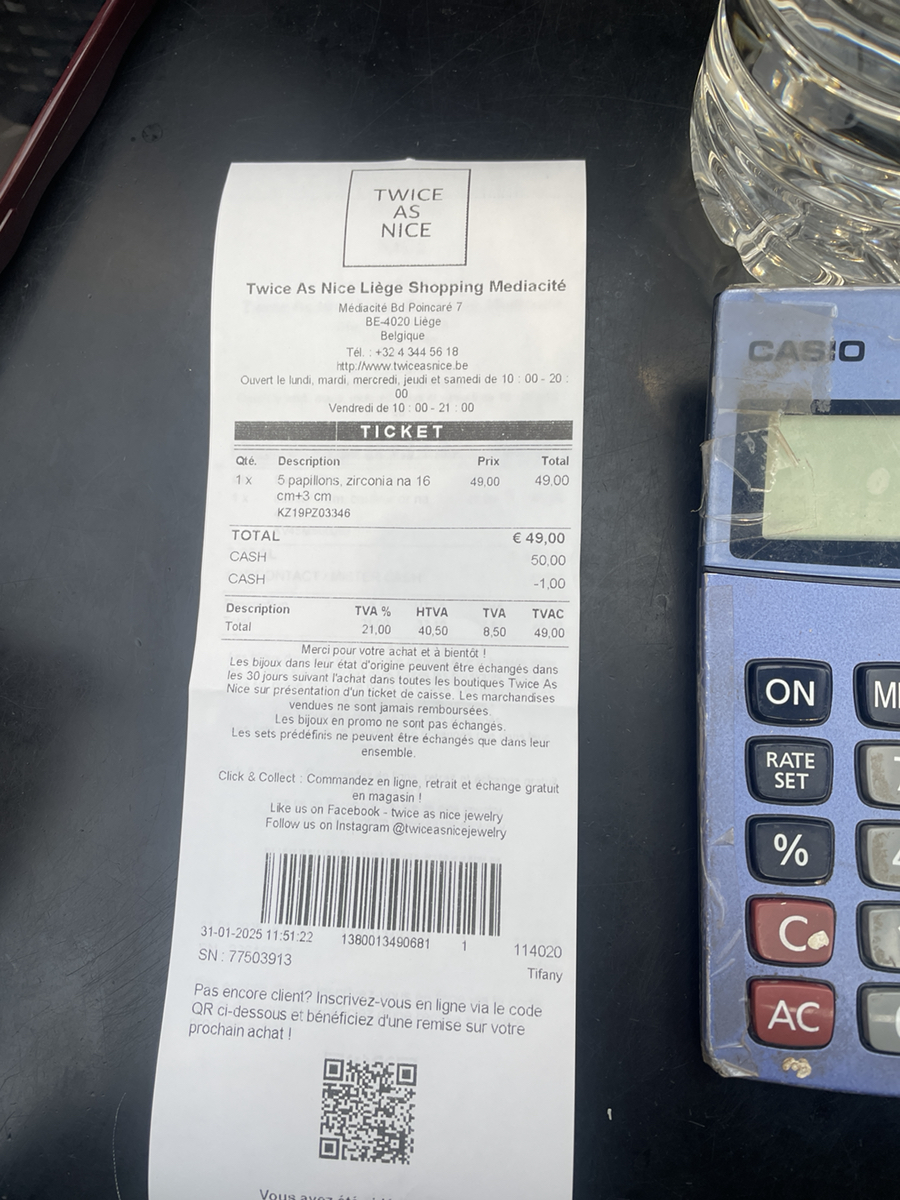 TWICE
AS
NICE
Twice As Nice Liège Shopping Mediacité
Médiacité Bd Poincaré 7
BE-4020 Liège
Belgique
Tél. : +32 4 344 56 18
http://www.twiceasnice.be
Ouvert le lundi, mardi, mercredi, jeudi et samedi de 10 : 00 - 20 :
00
Vendredi de 10 : 00 - 21 : 00
TICKET
Qté. Description Prix Total
1 x 5 papillons, zirconia na 16 49,00 49,00
cm+3 cm
KZ19PZ03346
TOTAL € 49,00
CASH 50,00
CASH -1,00
Description TVA % HTVA TVA TVAC
Total 21,00 40,50 8,50 49,00
Merci pour votre achat et à bientôt !
Les bijoux dans leur état d'origine peuvent être échangés dans
les 30 jours suivant l'achat dans toutes les boutiques Twice As
Nice sur présentation d'un ticket de caisse. Les marchandises
vendues ne sont jamais remboursées.
Les bijoux en promo ne sont pas échangés.
Les sets prédéfinis ne peuvent être échangés que dans leur
ensemble.
Click & Collect : Commandez en ligne, retrait et échange gratuit
en magasin !
Like us on Facebook - twice as nice jewelry
Follow us on Instagram @twiceasnicejewelry
31-01-2025 11:51:22 1380013490681 1 114020
SN : 77503913 Tifany
Pas encore client? Inscrivez-vous en ligne via le code
QR ci-dessous et bénéficiez d'une remise sur votre
prochain achat !
CASIO
ON
RATE
SET
%
C
AC